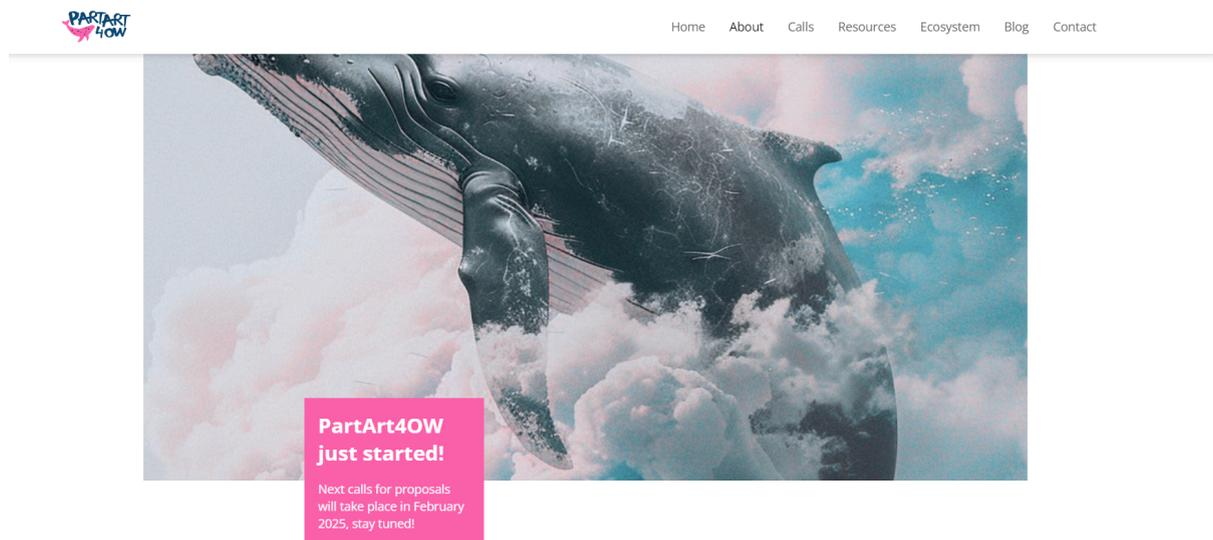 PARTART
4OW
Home About Calls Resources Ecosystem Blog Contact
PartArt4OW
just started!
Next calls for proposals
will take place in February
2025, stay tuned!